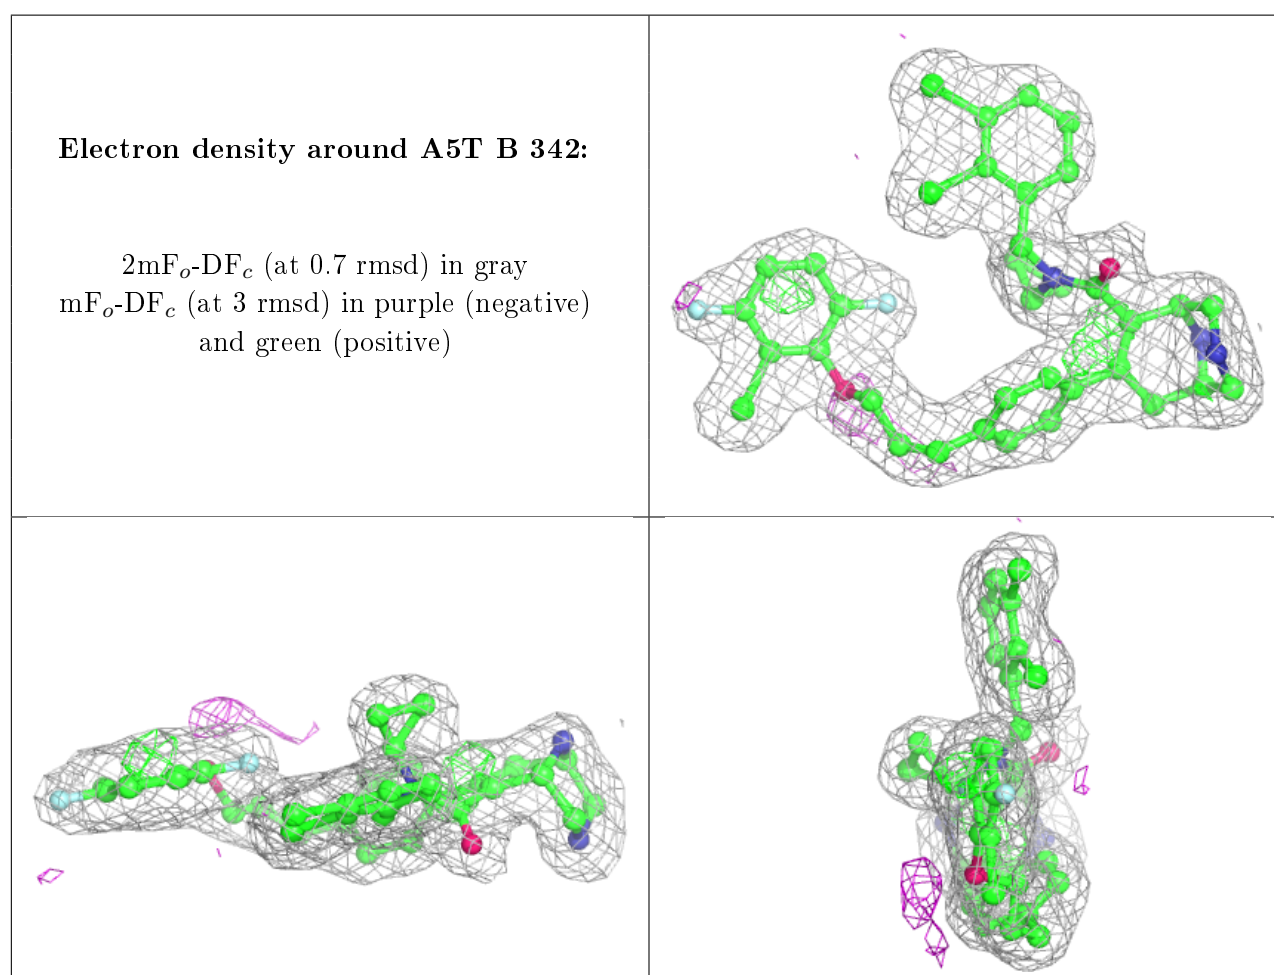 Electron density around A5T B 342:
2mFo-DFc (at 0.7 rmsd) in gray
mFo-DFc (at 3 rmsd) in purple (negative)
and green (positive)